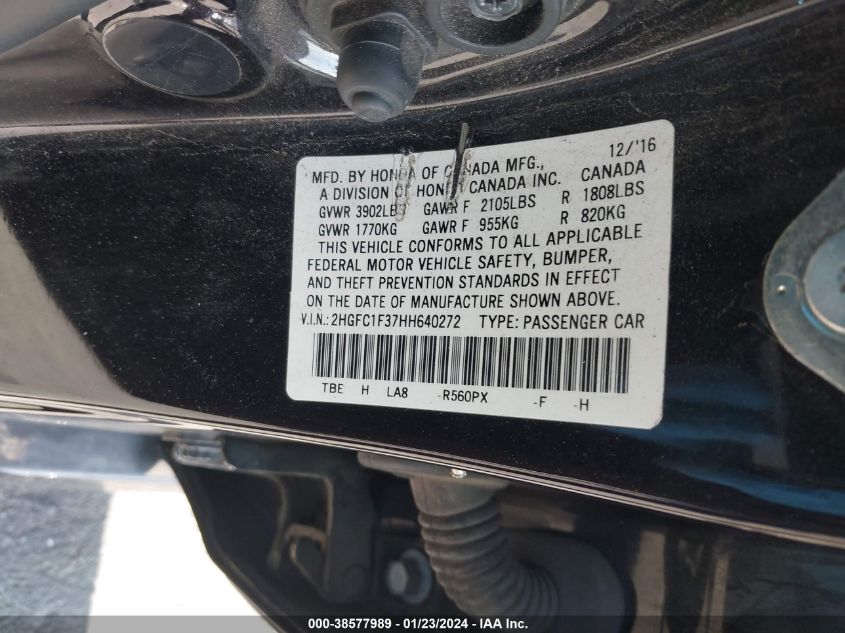 12/'16
MFD. BY HONDA OF CANADA MFG.,
A DIVISION OF HONDA CANADA INC. CANADA
GVWR 3902LBS GAWR F 2105LBS R 1808LBS
GVWR 1770KG GAWR F 955KG R 820KG
THIS VEHICLE CONFORMS TO ALL APPLICABLE
FEDERAL MOTOR VEHICLE SAFETY, BUMPER,
AND THEFT PREVENTION STANDARDS IN EFFECT
ON THE DATE OF MANUFACTURE SHOWN ABOVE.
V.I.N.: 2HGFC1F37HH640272 TYPE: PASSENGER CAR
TBE H LA8 -R560PX -F -H
000-38577989 / 01/23/2024 / IAA Inc.